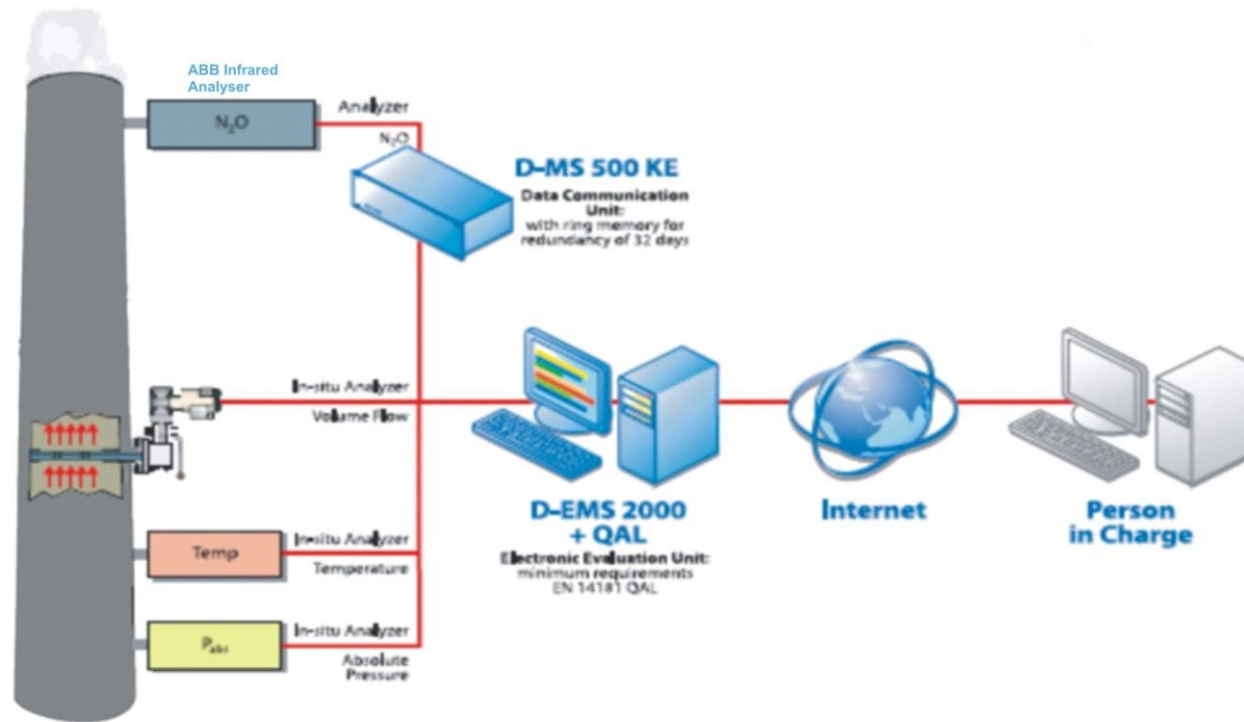 ABB Infrared
Analyser
N₂O
Analyzer
N₂O
D-MS 500 KE
Data Communication
Unit:
with ring memory for
redundancy of 32 days
In-situ Analyzer
Volume Flow
D-EMS 2000
+ QAL
Electronic Evaluation Unit:
minimum requirements
EN 14181 QAL
Internet
Person
in Charge
Temp
In-situ Analyzer
Temperature
Pabs
In-situ Analyzer
Absolute
Pressure